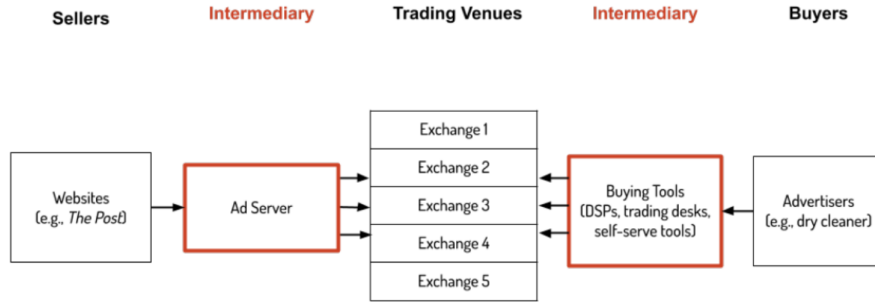 Sellers
Intermediary
Trading Venues
Intermediary
Buyers
Websites
(e.g., The Post)
Ad Server
Exchange 1
Exchange 2
Exchange 3
Exchange 4
Exchange 5
Buying Tools
(DSPs, trading desks,
self-serve tools)
Advertisers
(e.g., dry cleaner)